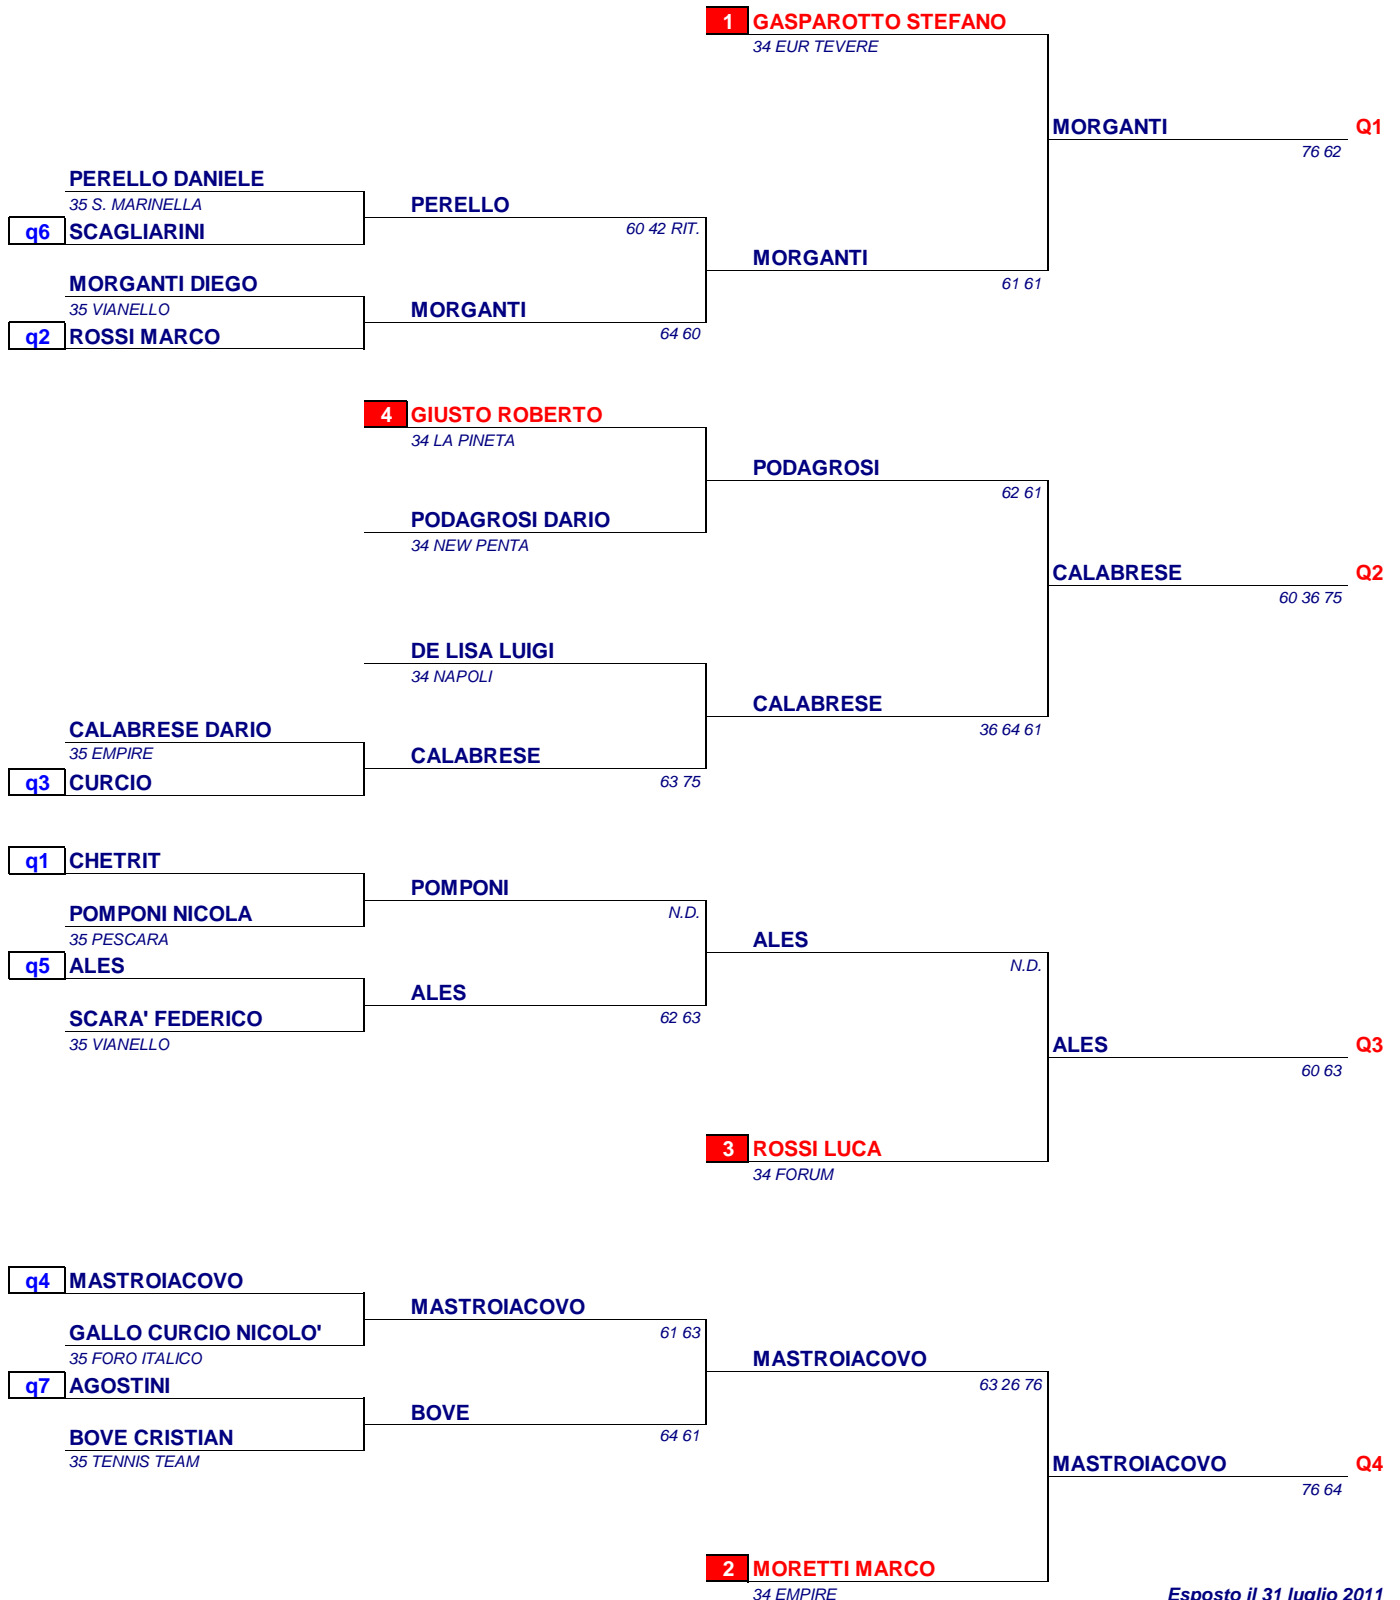 1 GASPAROTTO STEFANO
34 EUR TEVERE
MORGANTI Q1
76 62
PERELLO DANIELE
35 S. MARINELLA
PERELLO
q6 SCAGLIARINI
60 42 RIT.
MORGANTI
61 61
MORGANTI DIEGO
35 VIANELLO
MORGANTI
q2 ROSSI MARCO
64 60
4 GIUSTO ROBERTO
34 LA PINETA
PODAGROSI
62 61
PODAGROSI DARIO
34 NEW PENTA
CALABRESE Q2
60 36 75
DE LISA LUIGI
34 NAPOLI
CALABRESE
36 64 61
CALABRESE DARIO
35 EMPIRE
CALABRESE
q3 CURCIO
63 75
q1 CHETRIT
POMPONI
N.D.
POMPONI NICOLA
35 PESCARA
ALES
N.D.
q5 ALES
ALES
62 63
SCARA' FEDERICO
35 VIANELLO
ALES Q3
60 63
3 ROSSI LUCA
34 FORUM
q4 MASTROIACOVO
MASTROIACOVO
61 63
GALLO CURCIO NICOLO'
35 FORO ITALICO
MASTROIACOVO
63 26 76
q7 AGOSTINI
BOVE
64 61
BOVE CRISTIAN
35 TENNIS TEAM
MASTROIACOVO Q4
76 64
2 MORETTI MARCO
34 EMPIRE
Esposto il 31 luglio 2011